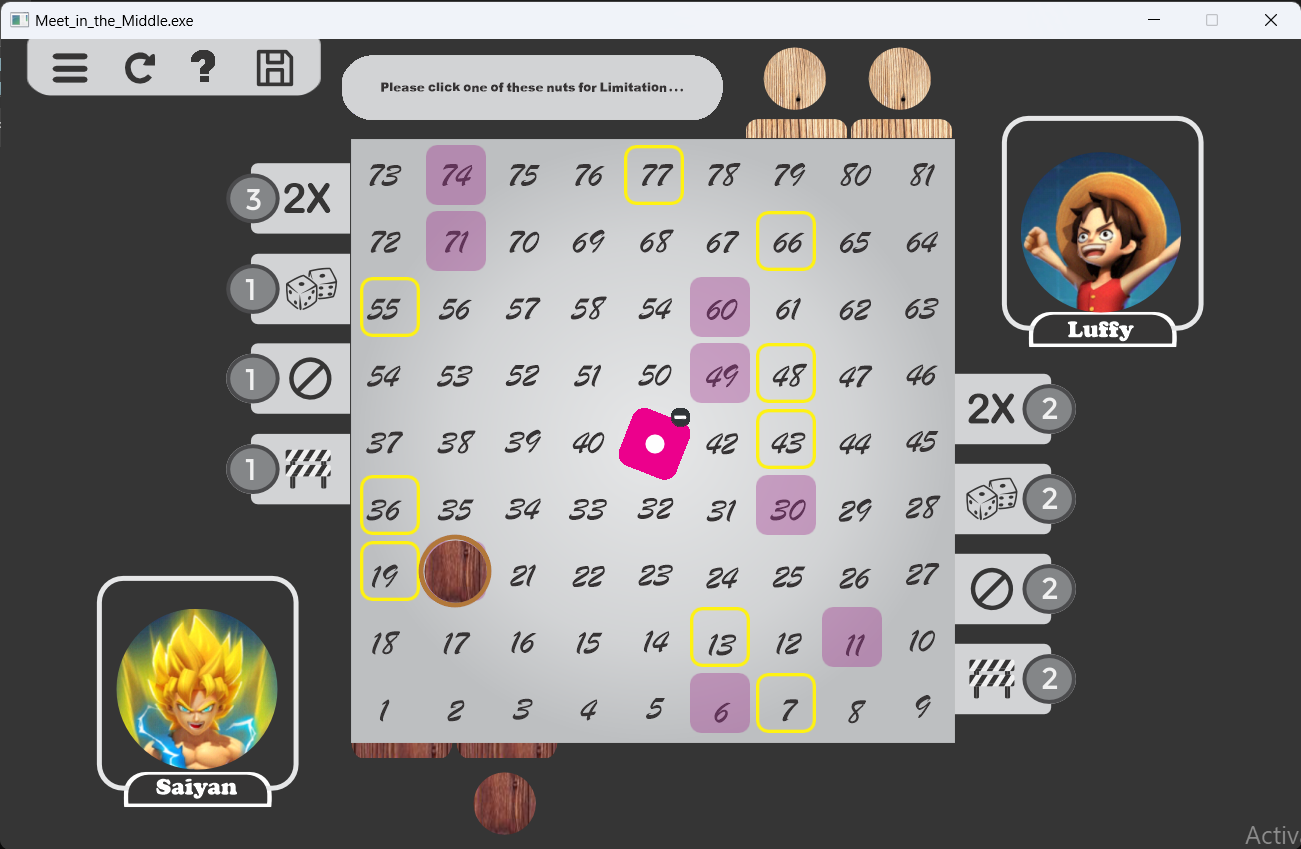 Meet_in_the_Middle.exe
Please click one of these nuts for Limitation...
73 74 75 76 77 78 79 80 81
3 2X
72 71 70 69 68 67 66 65 64
1
55 56 57 58 54 60 61 62 63
Luffy
54 53 52 51 50 49 48 47 46
1
2X 2
37 38 39 40 42 43 44 45
1
2
36 35 34 33 32 31 30 29 28
19 21 22 23 24 25 26 27
2
18 17 16 15 14 13 12 11 10
2
1 2 3 4 5 6 7 8 9
Saiyan
Activ